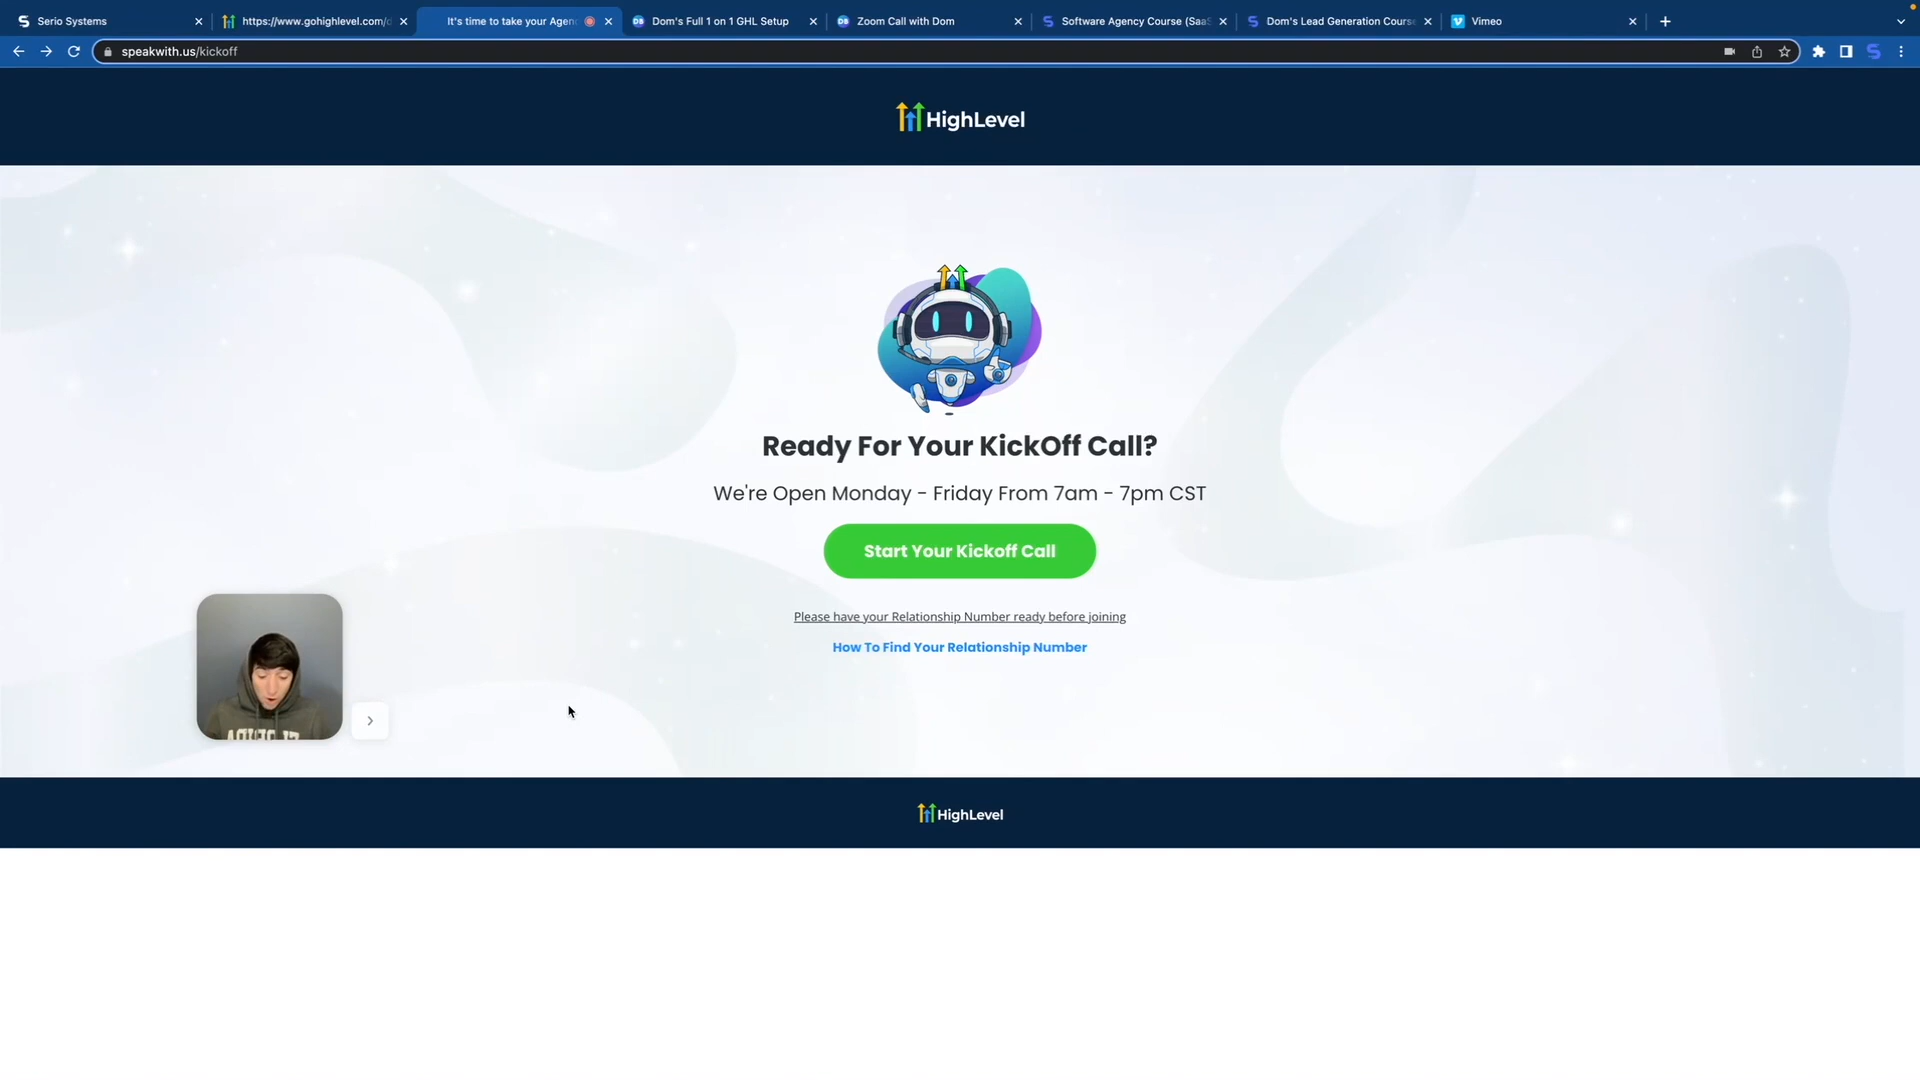 Serio Systems
https://www.gohighlevel.com/
It's time to take your Agen
Dom's Full 1 on 1 GHL Setup
Zoom Call with Dom
Software Agency Course (Saa
Dom's Lead Generation Cours
Vimeo
speakwith.us/kickoff
HighLevel
Ready For Your KickOff Call?
We're Open Monday - Friday From 7am - 7pm CST
Start Your Kickoff Call
Please have your Relationship Number ready before joining
How To Find Your Relationship Number
HighLevel